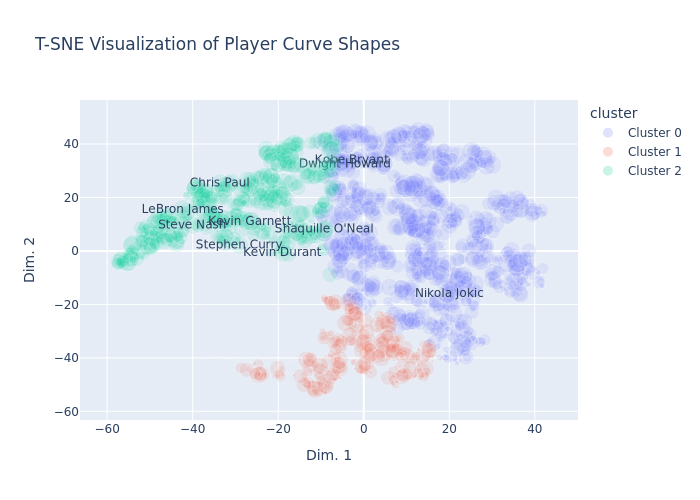 T-SNE Visualization of Player Curve Shapes
cluster
Cluster 0
Cluster 1
Cluster 2
40
20
0
−20
−40
−60
Dim. 2
Kobe Bryant
Dwight Howard
Chris Paul
LeBron James
Kevin Garnett
Steve Nash
Shaquille O'Neal
Stephen Curry
Kevin Durant
Nikola Jokic
−60
−40
−20
0
20
40
Dim. 1